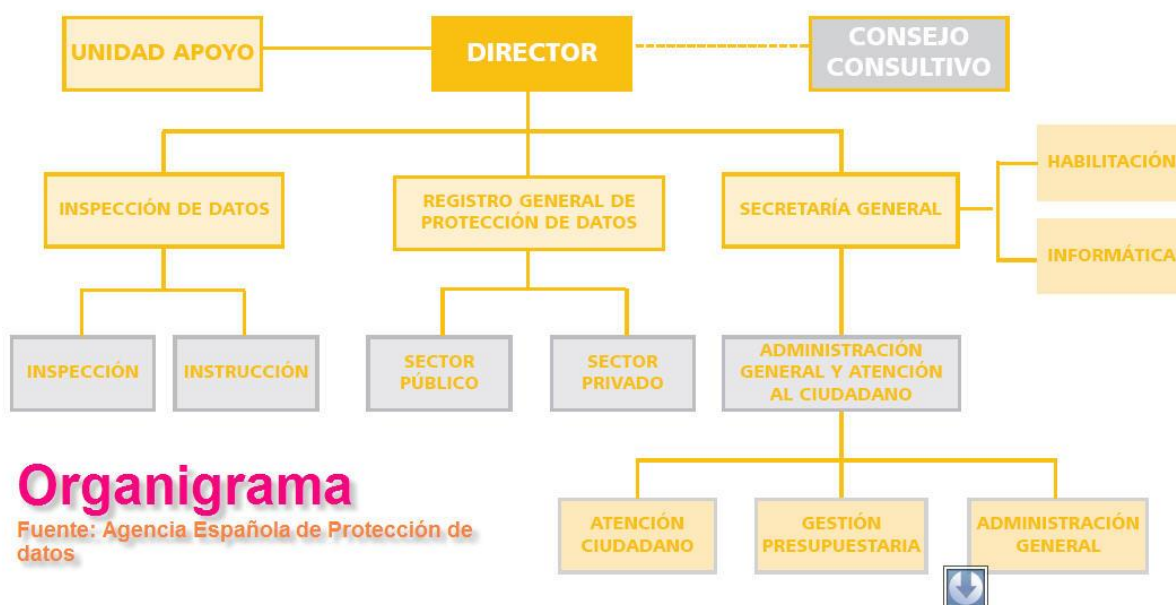 UNIDAD APOYO
DIRECTOR
CONSEJO
CONSULTIVO
INSPECCIÓN DE DATOS
REGISTRO GENERAL DE
PROTECCIÓN DE DATOS
SECRETARÍA GENERAL
HABILITACIÓN
INFORMÁTICA
INSPECCIÓN
INSTRUCCIÓN
SECTOR
PÚBLICO
SECTOR
PRIVADO
ADMINISTRACIÓN
GENERAL Y ATENCIÓN
AL CIUDADANO
Organigrama
Fuente: Agencia Española de Protección de
datos
ATENCIÓN
CIUDADANO
GESTIÓN
PRESUPUESTARIA
ADMINISTRACIÓN
GENERAL